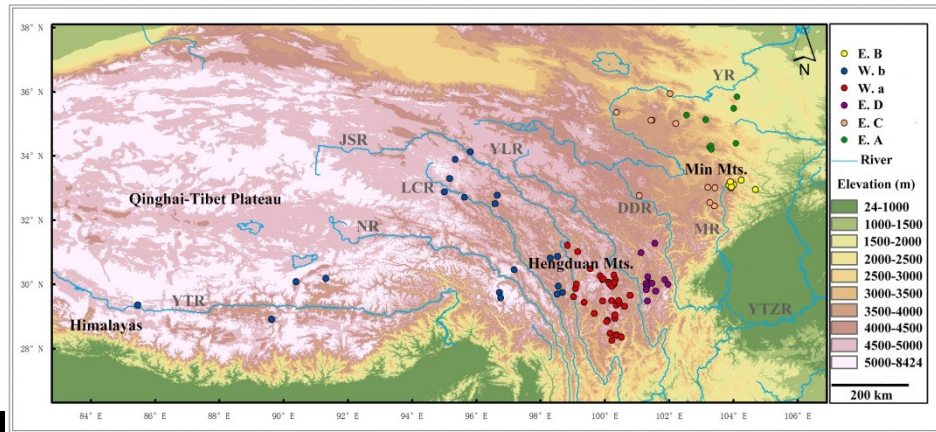 38° N
36° N
34° N
32° N
30° N
28° N
N
YR
JSR
YLR
LCR
Min Mts.
Qinghai-Tibet Plateau
DDR
NR
MR
Hengduan Mts.
YTR
YTZR
Himalayas
84° E
86° E
88° E
90° E
92° E
94° E
96° E
98° E
100° E
102° E
104° E
106° E
E. B
W. b
W. a
E. D
E. C
E. A
River
Elevation (m)
24-1000
1000-1500
1500-2000
2000-2500
2500-3000
3000-3500
3500-4000
4000-4500
4500-5000
5000-8424
200 km